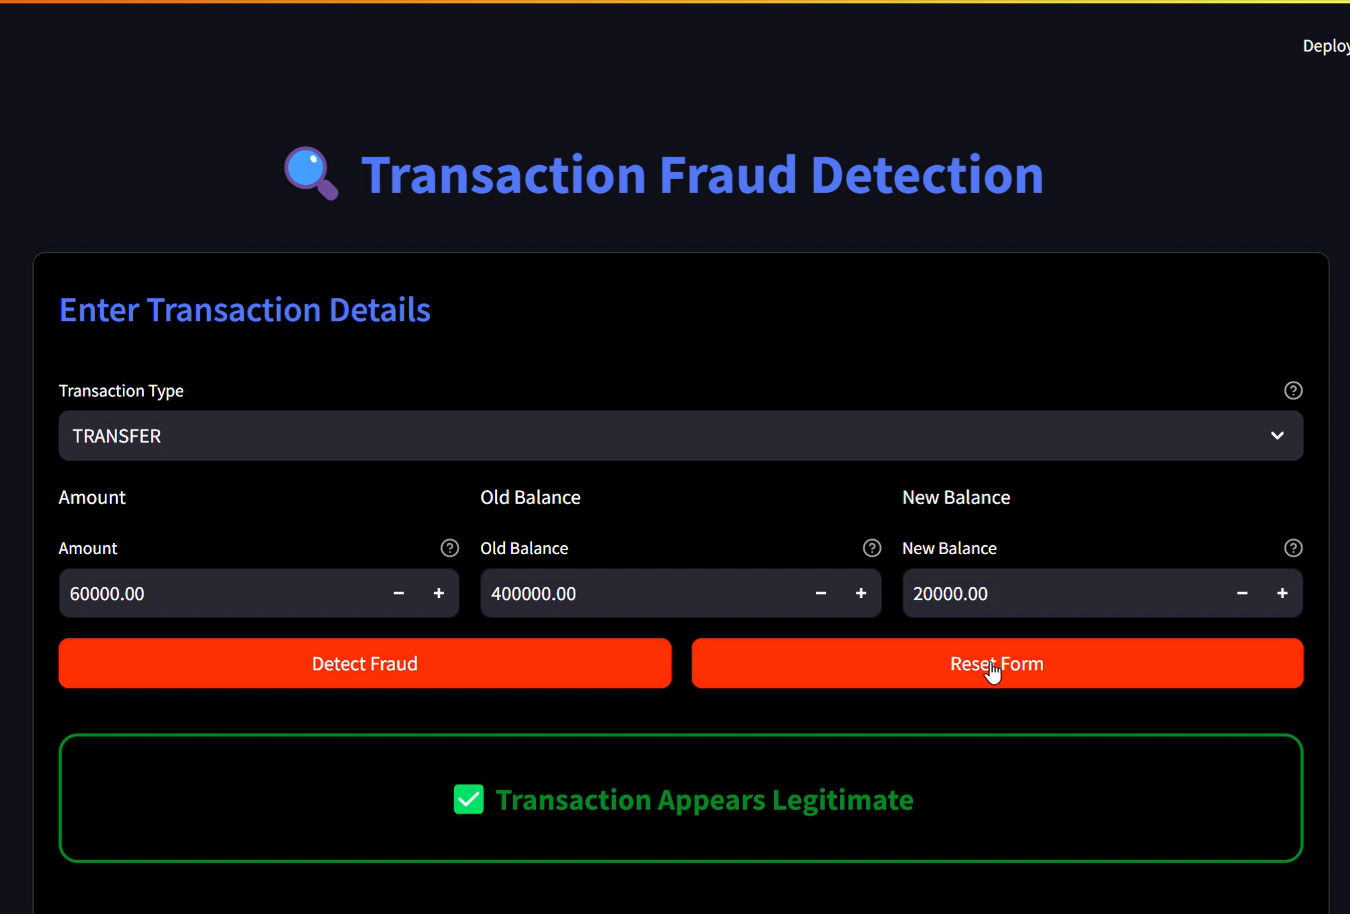 Deploy
Transaction Fraud Detection
Enter Transaction Details
Transaction Type
TRANSFER
Amount Old Balance New Balance
Amount Old Balance New Balance
60000.00 400000.00 20000.00
Detect Fraud Reset Form
Transaction Appears Legitimate